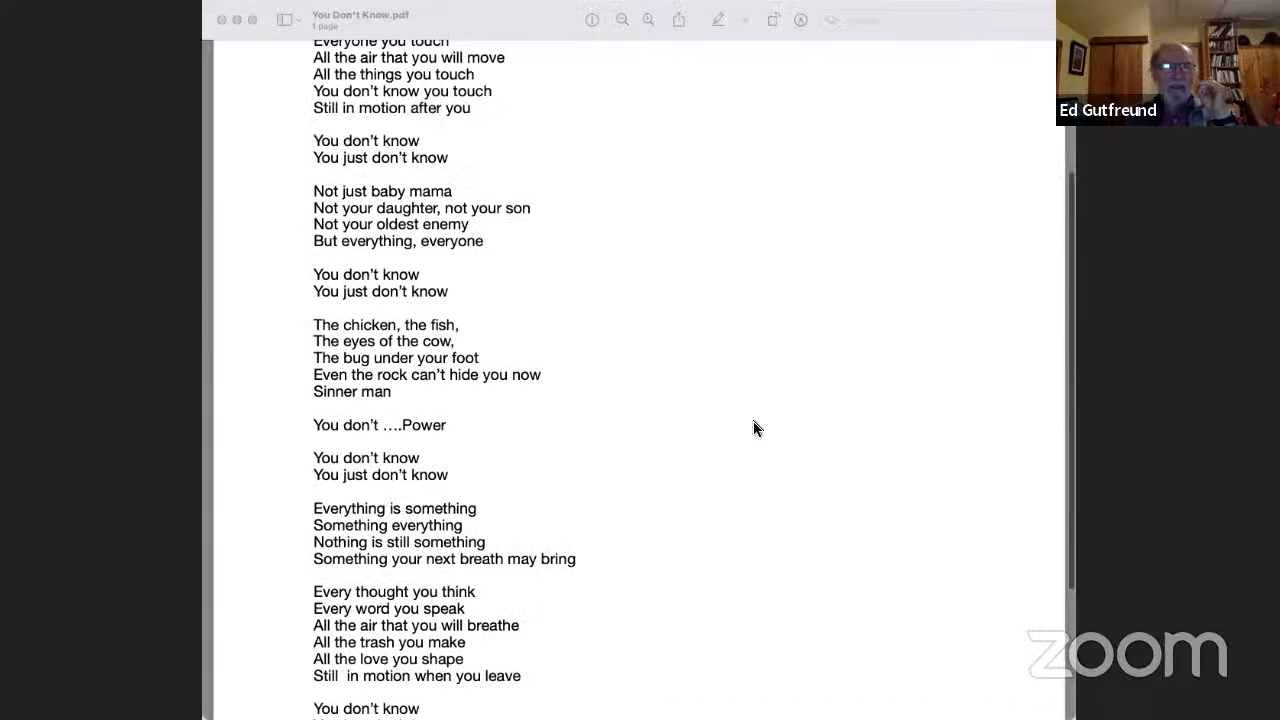 You Don't Know.pdf
1 page
Ed Gutfreund
Everyone you touch
All the air that you will move
All the things you touch
You don't know you touch
Still in motion after you
You don't know
You just don't know
Not just baby mama
Not your daughter, not your son
Not your oldest enemy
But everything, everyone
You don't know
You just don't know
The chicken, the fish,
The eyes of the cow,
The bug under your foot
Even the rock can't hide you now
Sinner man
You don't ….Power
You don't know
You just don't know
Everything is something
Something everything
Nothing is still something
Something your next breath may bring
Every thought you think
Every word you speak
All the air that you will breathe
All the trash you make
All the love you shape
Still  in motion when you leave
You don't know
zoom